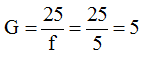 G = 25/f = 25/5 = 5